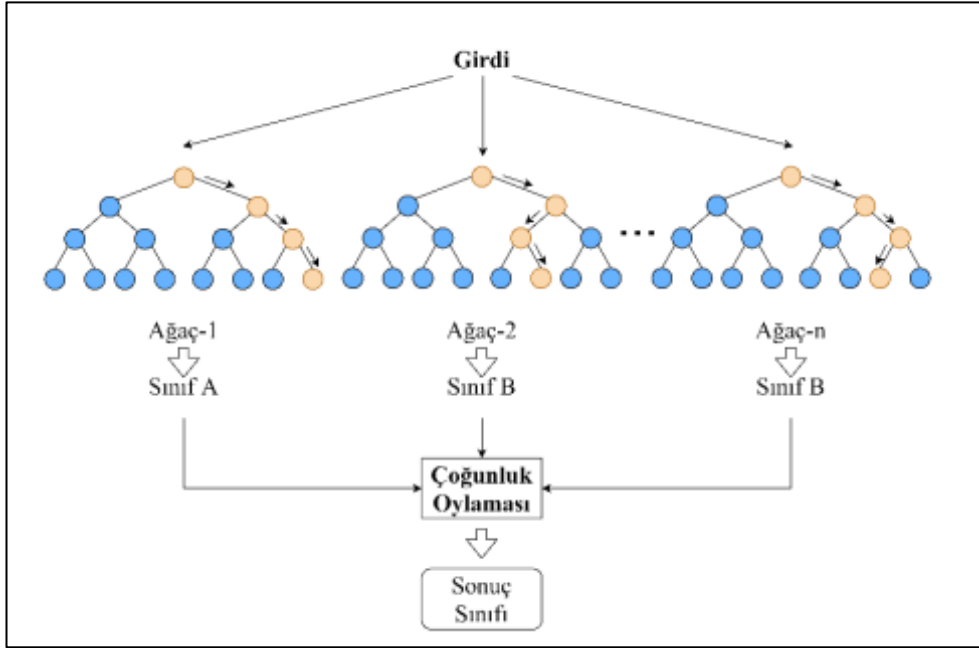 Girdi
Ağaç-1
Ağaç-2
Ağaç-n
Sınıf A
Sınıf B
Sınıf B
Çoğunluk
Oylaması
Sonuç
Sınıfı